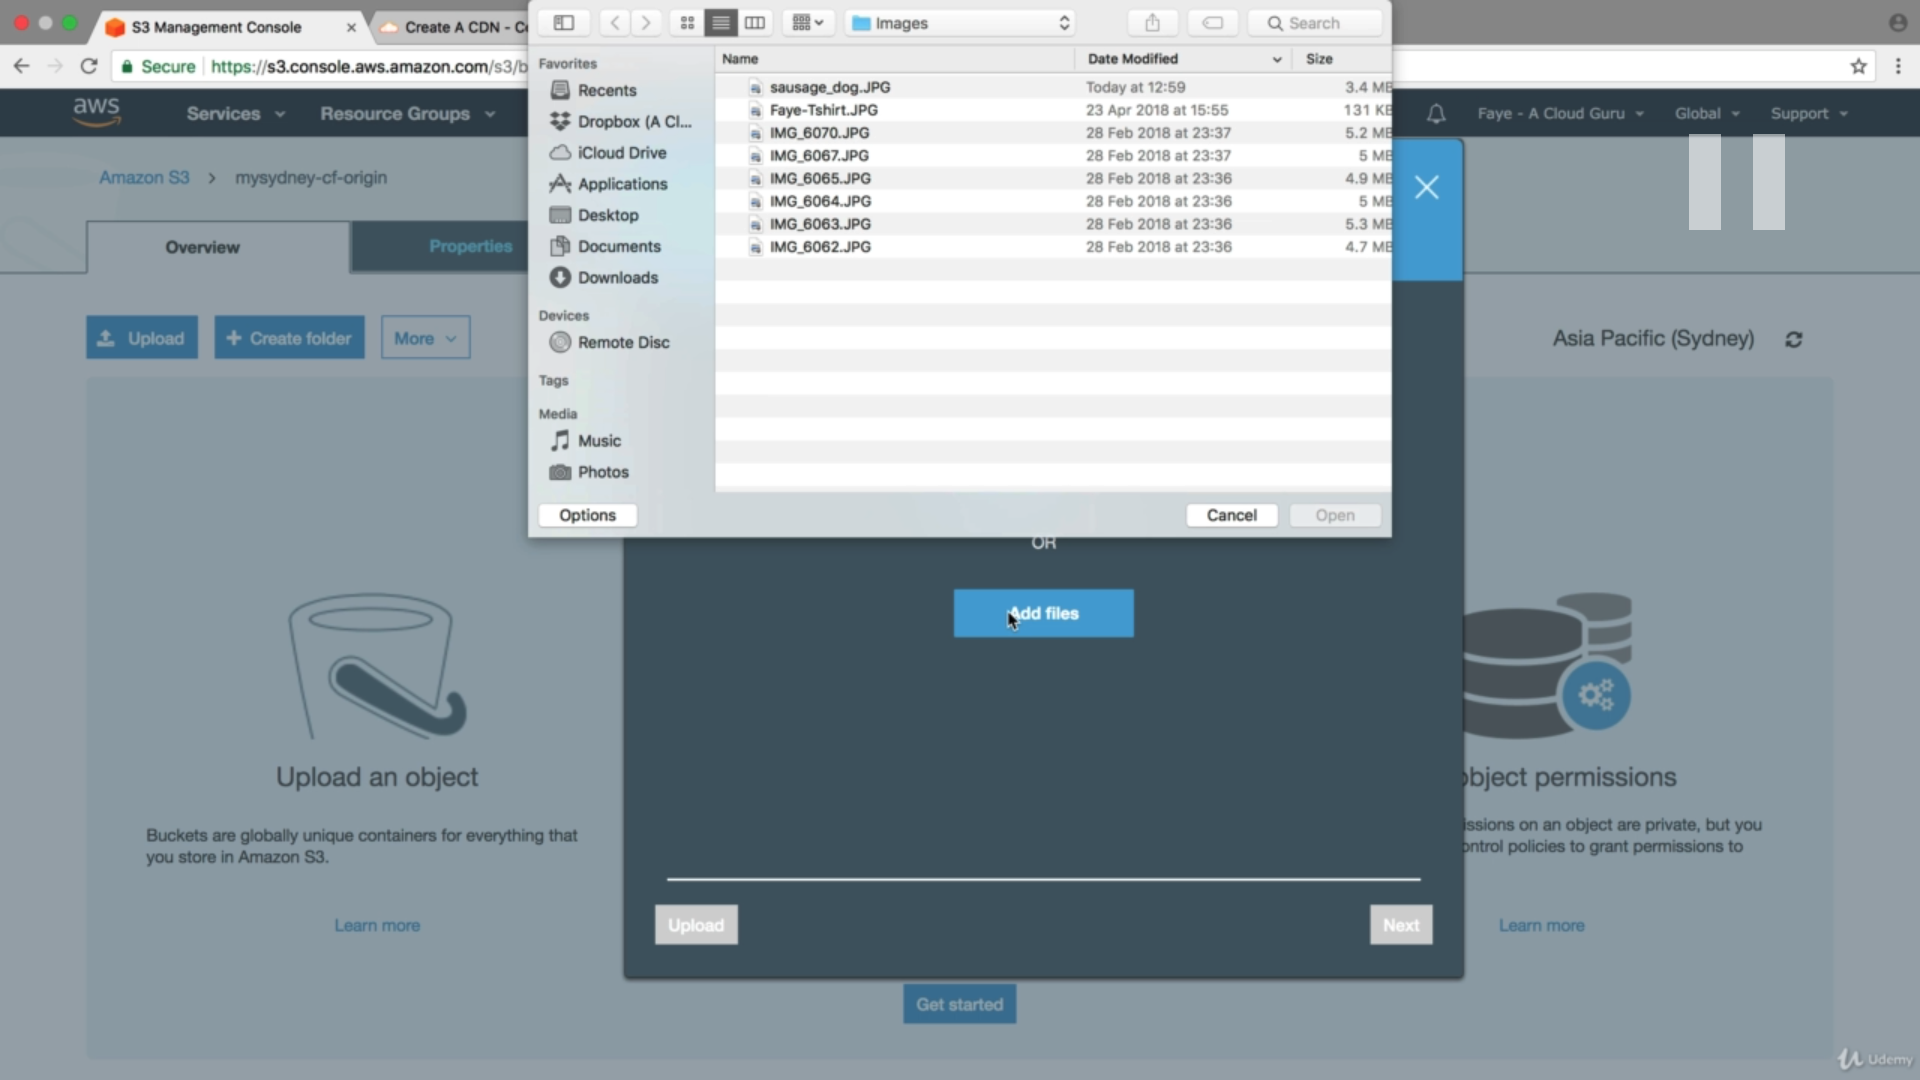 S3 Management Console
Create A CDN - C
Images
Search
Secure
https://s3.console.aws.amazon.com/s3/b
Favorites
Recents
Dropbox (A Cl...
iCloud Drive
Applications
Desktop
Documents
Downloads
Devices
Remote Disc
Tags
Media
Music
Photos
Name Date Modified Size
sausage_dog.JPG Today at 12:59 3.4 MB
Faye-Tshirt.JPG 23 Apr 2018 at 15:55 131 KB
IMG_6070.JPG 28 Feb 2018 at 23:37 5.2 MB
IMG_6067.JPG 28 Feb 2018 at 23:37 5 MB
IMG_6065.JPG 28 Feb 2018 at 23:36 4.9 MB
IMG_6064.JPG 28 Feb 2018 at 23:36 5 MB
IMG_6063.JPG 28 Feb 2018 at 23:36 5.3 MB
IMG_6062.JPG 28 Feb 2018 at 23:36 4.7 MB
Options
Cancel
Open
aws
Services
Resource Groups
Faye - A Cloud Guru
Global
Support
Amazon S3 > mysydney-cf-origin
Overview
Properties
Upload
Create folder
More
Asia Pacific (Sydney)
OR
Add files
Upload an object
Buckets are globally unique containers for everything that
you store in Amazon S3.
Learn more
object permissions
issions on an object are private, but you
ontrol policies to grant permissions to
Learn more
Upload
Next
Get started
Udemy